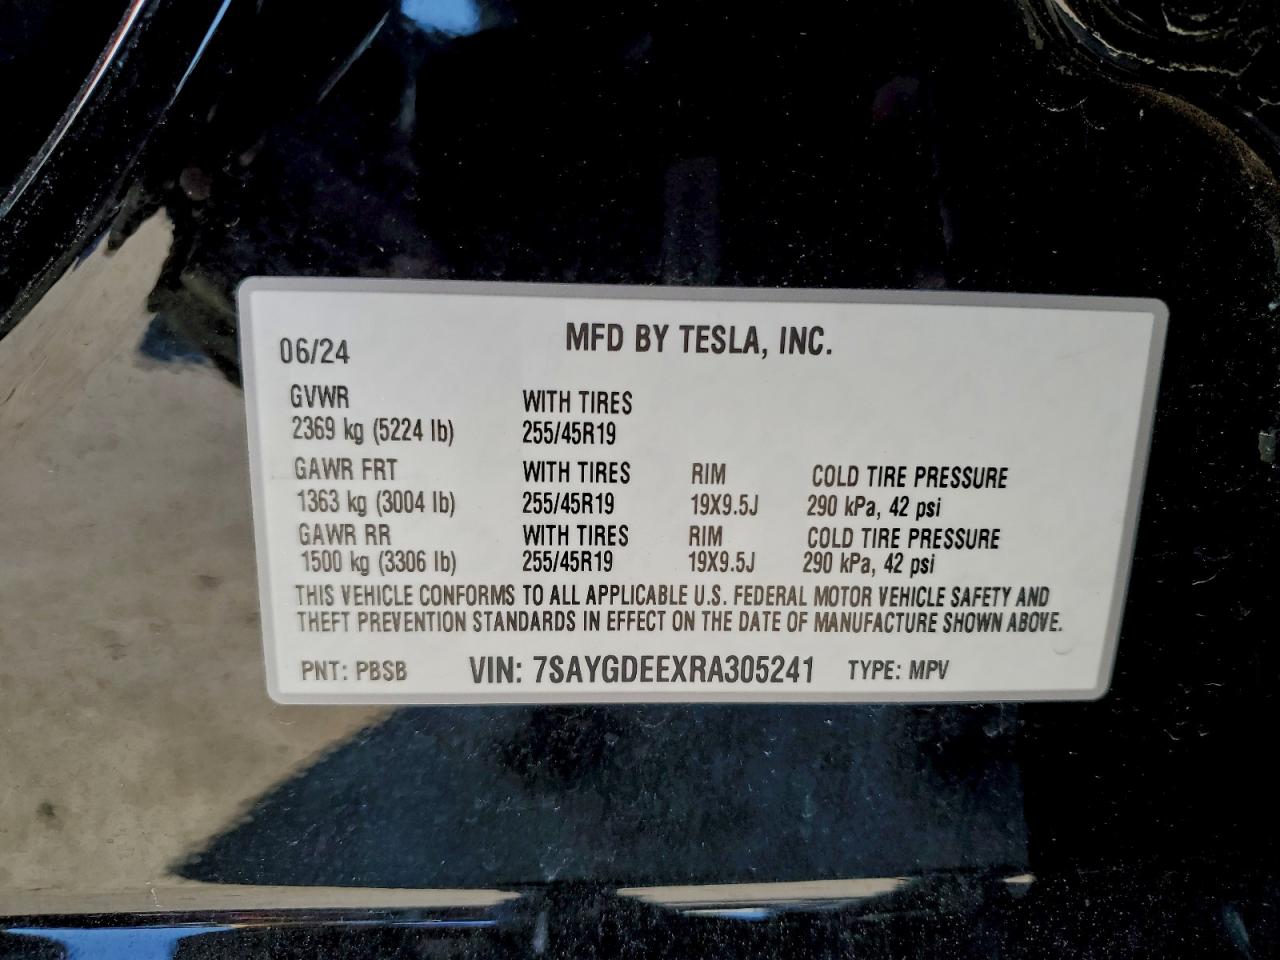 06/24
MFD BY TESLA, INC.
GVWR WITH TIRES
2369 kg (5224 lb) 255/45R19
GAWR FRT WITH TIRES RIM COLD TIRE PRESSURE
1363 kg (3004 lb) 255/45R19 19X9.5J 290 kPa, 42 psi
GAWR RR WITH TIRES RIM COLD TIRE PRESSURE
1500 kg (3306 lb) 255/45R19 19X9.5J 290 kPa, 42 psi
THIS VEHICLE CONFORMS TO ALL APPLICABLE U.S. FEDERAL MOTOR VEHICLE SAFETY AND
THEFT PREVENTION STANDARDS IN EFFECT ON THE DATE OF MANUFACTURE SHOWN ABOVE.
PNT: PBSB VIN: 7SAYGDEEXRA305241 TYPE: MPV